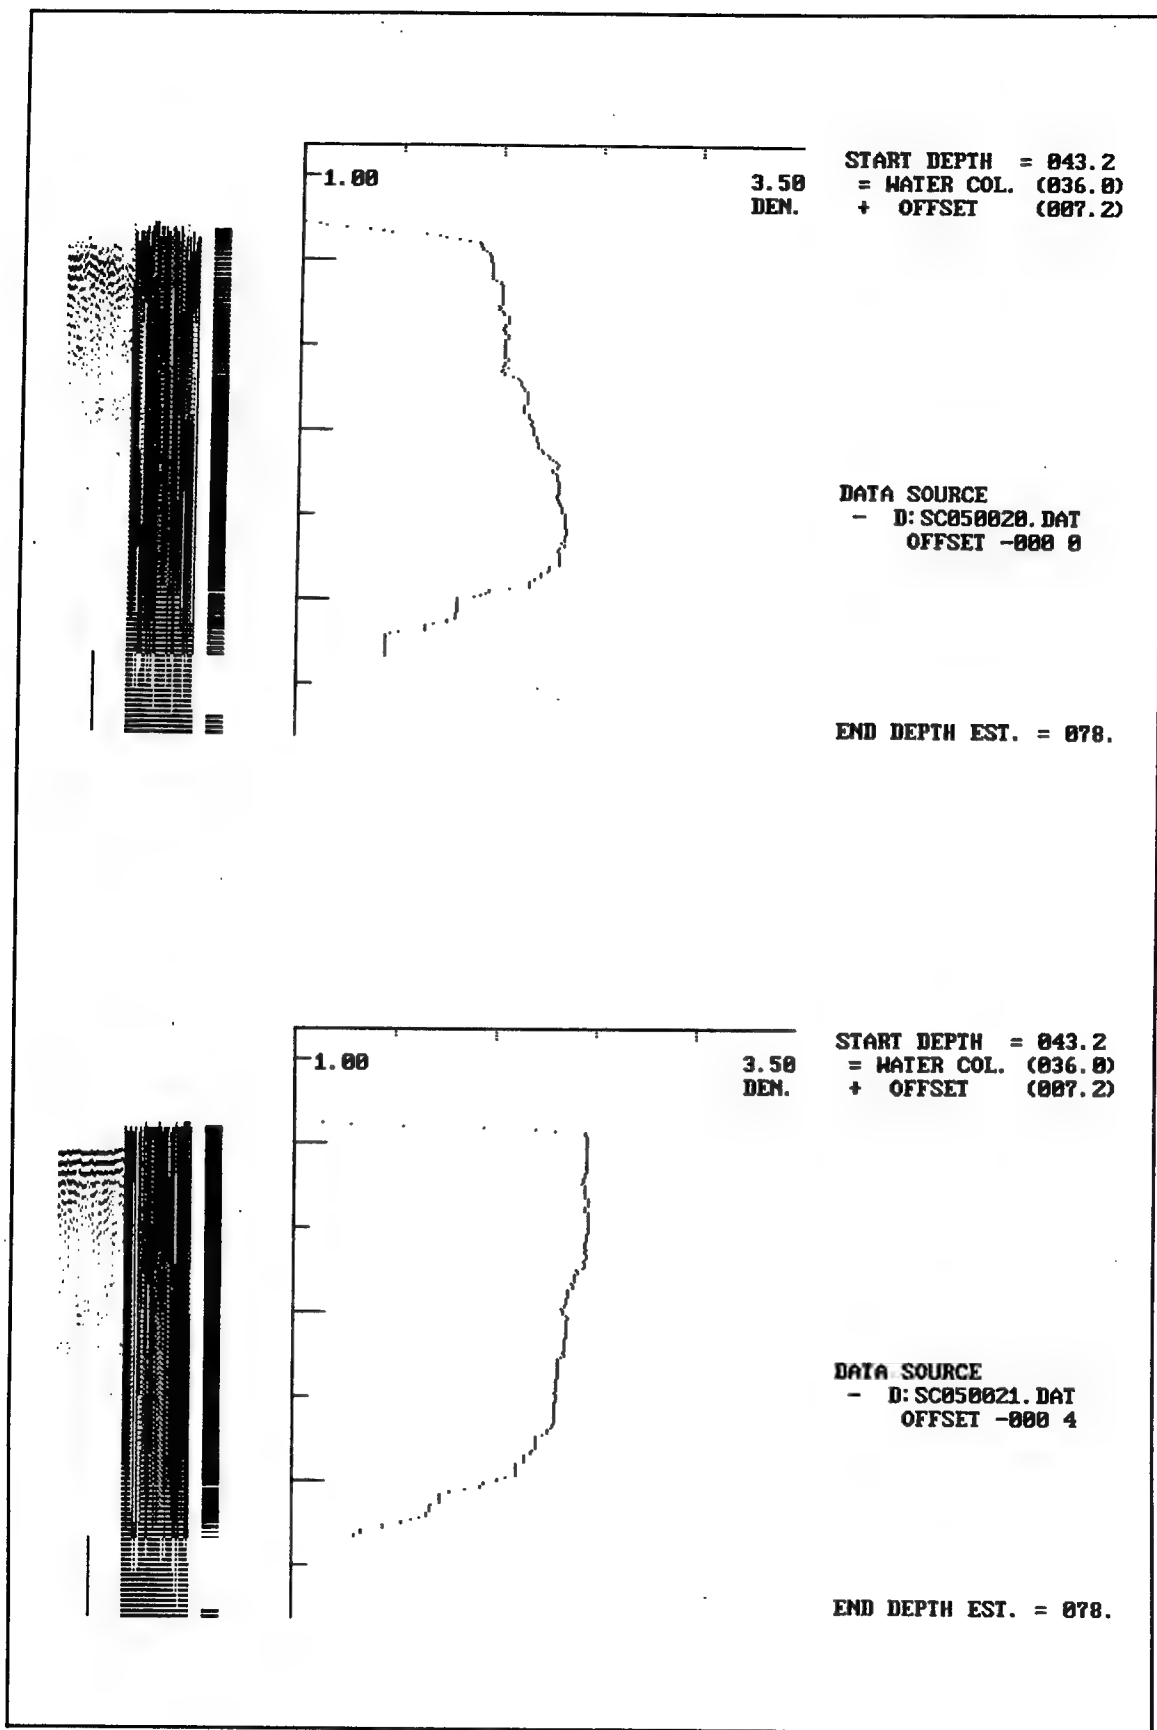 1.00
3.50
DEN.
START DEPTH = 043.2
= WATER COL. (036.0)
+ OFFSET (007.2)
DATA SOURCE
- D:SC050020.DAT
OFFSET -000 0
END DEPTH EST. = 078.
1.00
3.50
DEN.
START DEPTH = 043.2
= WATER COL. (036.0)
+ OFFSET (007.2)
DATA SOURCE
- D:SC050021.DAT
OFFSET -000 4
END DEPTH EST. = 078.